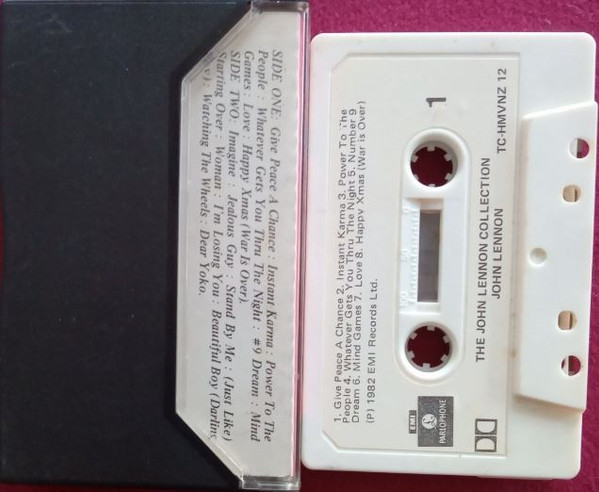 SIDE ONE: Give Peace A Chance : Instant Karma : Power To The
People : Whatever Gets You Thru The Night : #9 Dream : Mind
Games : Love : Happy Xmas (War Is Over).
SIDE TWO: Imagine : Jealous Guy : Stand By Me : (Just Like)
Starting Over : Woman : I'm Losing You : Beautiful Boy (Darling
Boy) : Watching The Wheels : Dear Yoko.
1
1. Give Peace A Chance 2. Instant Karma 3. Power To The
People 4. Whatever Gets You Thru The Night 5. Number 9
Dream 6. Mind Games 7. Love 8. Happy Xmas (War is Over)
(P) 1982 EMI Records Ltd.
EMI
PARLOPHONE
THE JOHN LENNON COLLECTION
JOHN LENNON
TC-HMVNZ 12